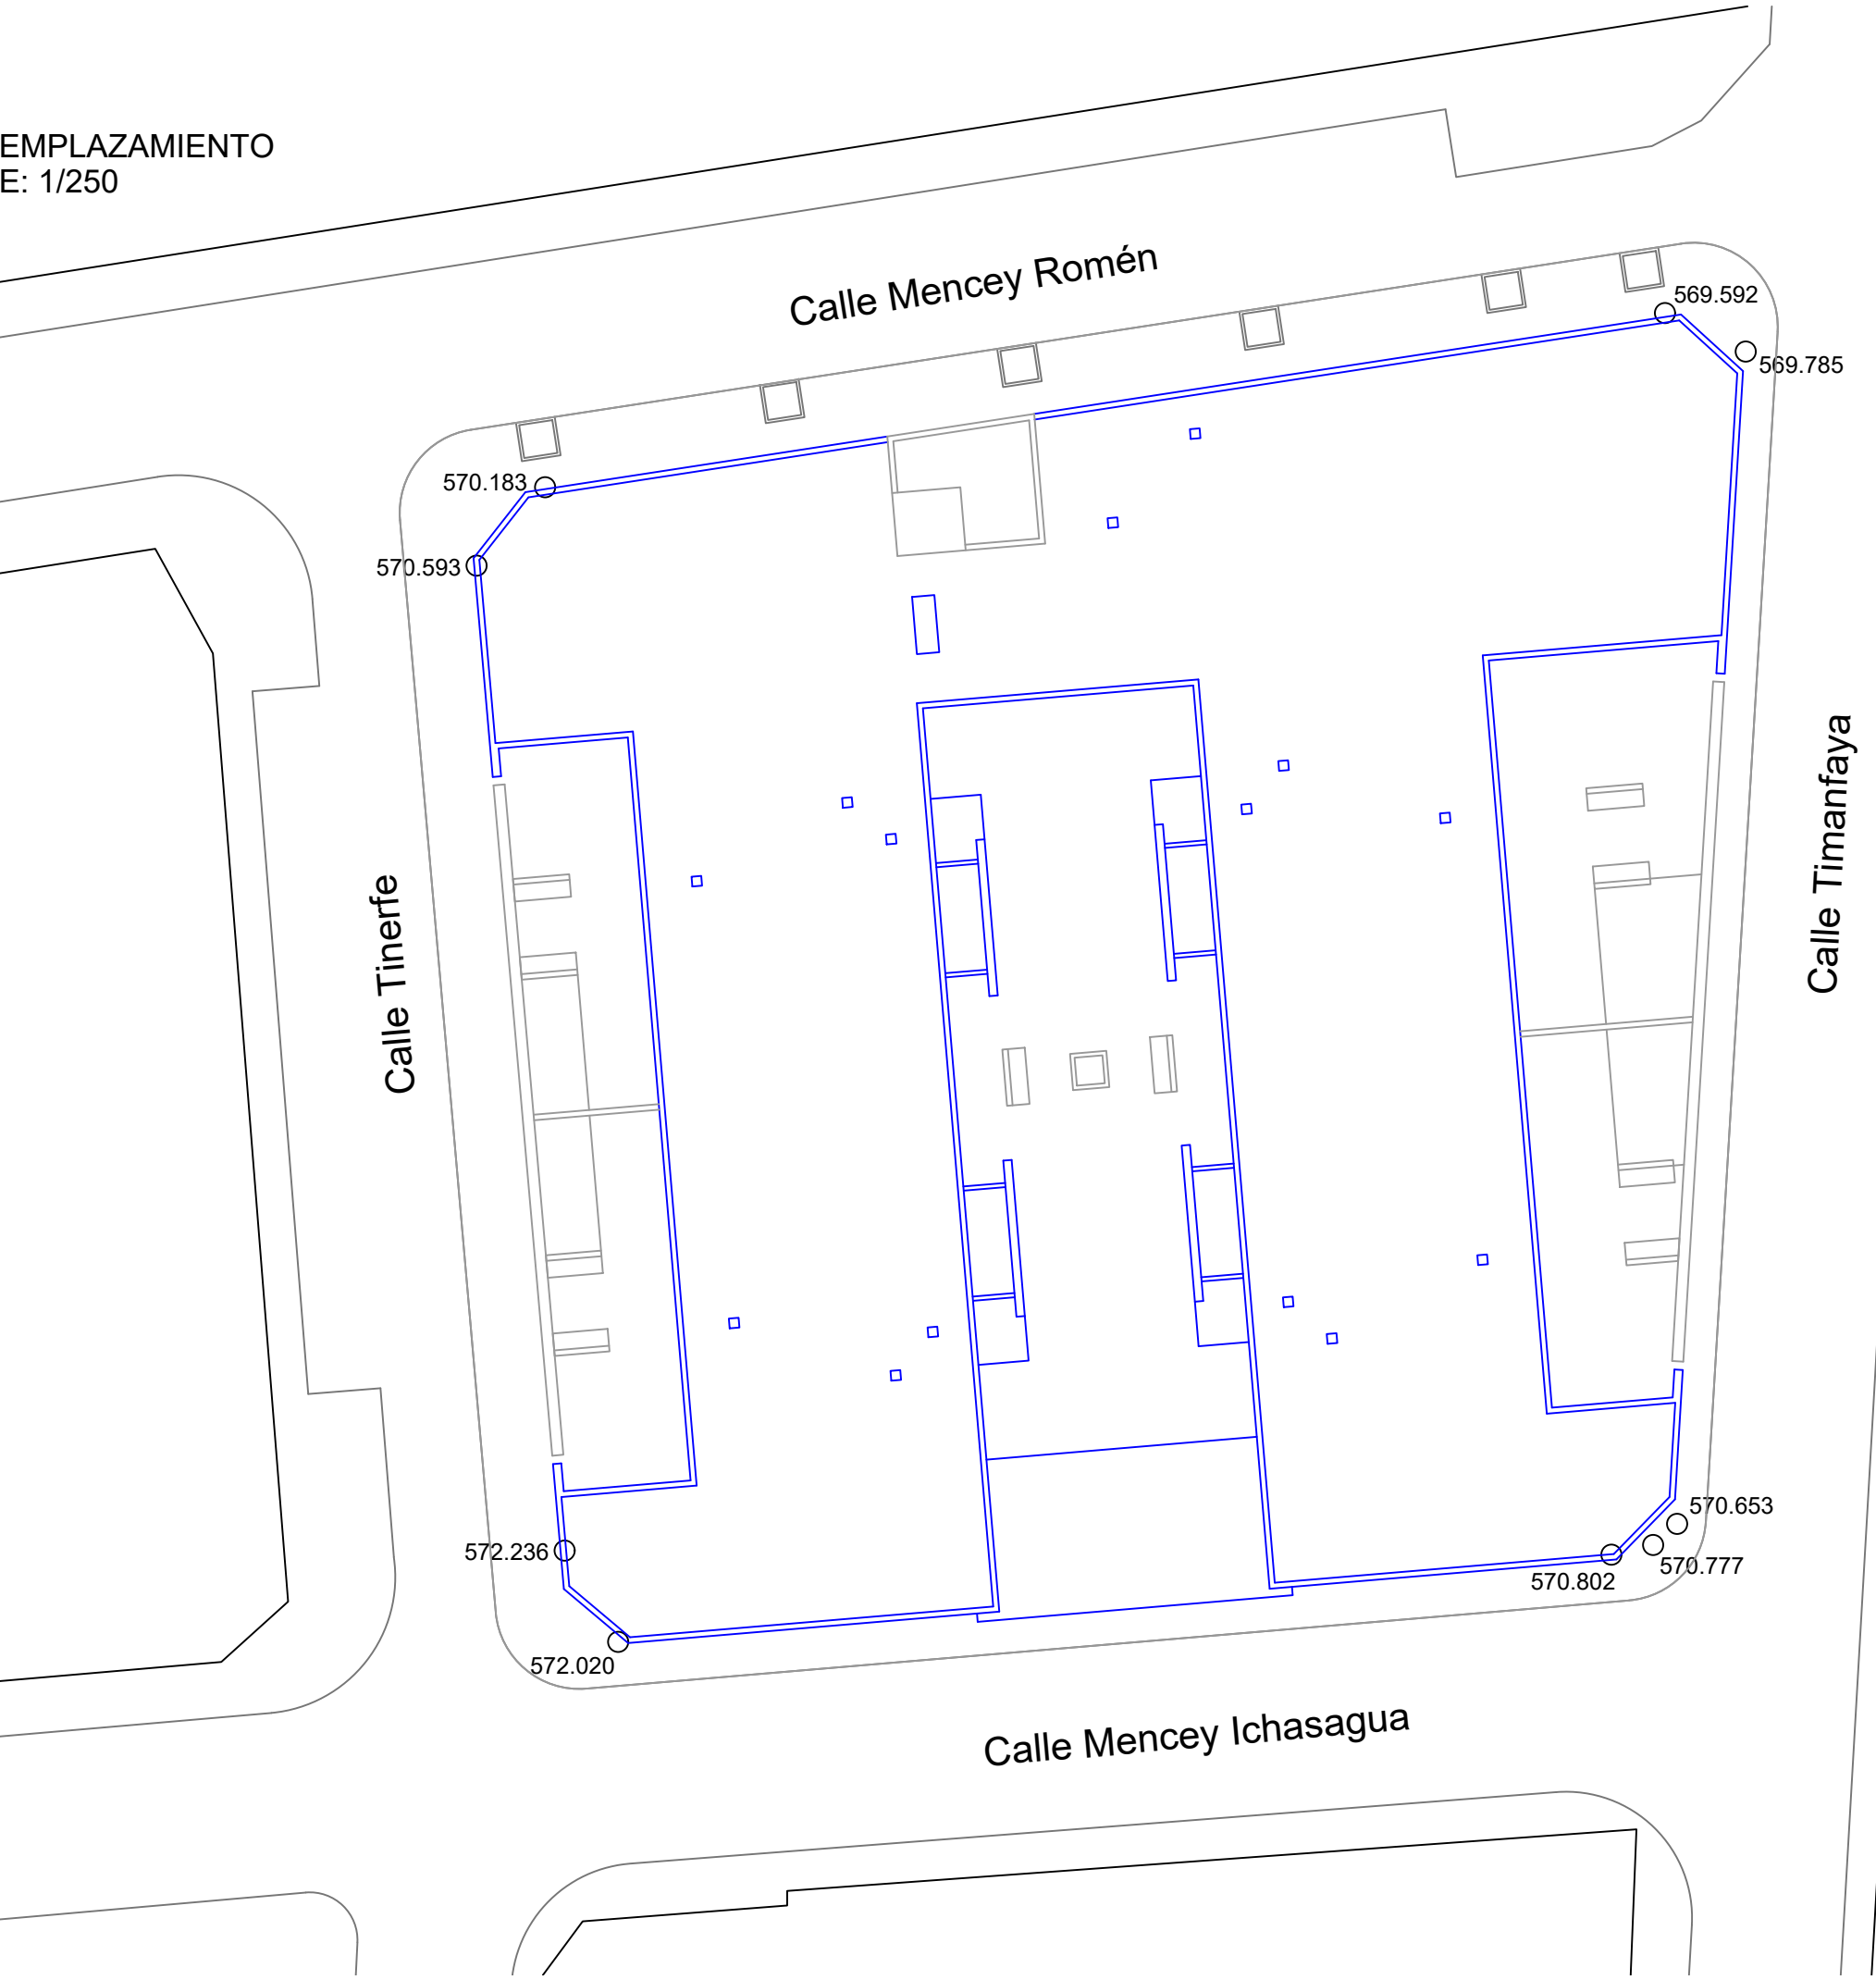 EMPLAZAMIENTO
E: 1/250
Calle Mencey Romén
569.592
569.785
570.183
570.593
Calle Tinerfe
Calle Timanfaya
570.653
572.236
570.777
570.802
572.020
Calle Mencey Ichasagua